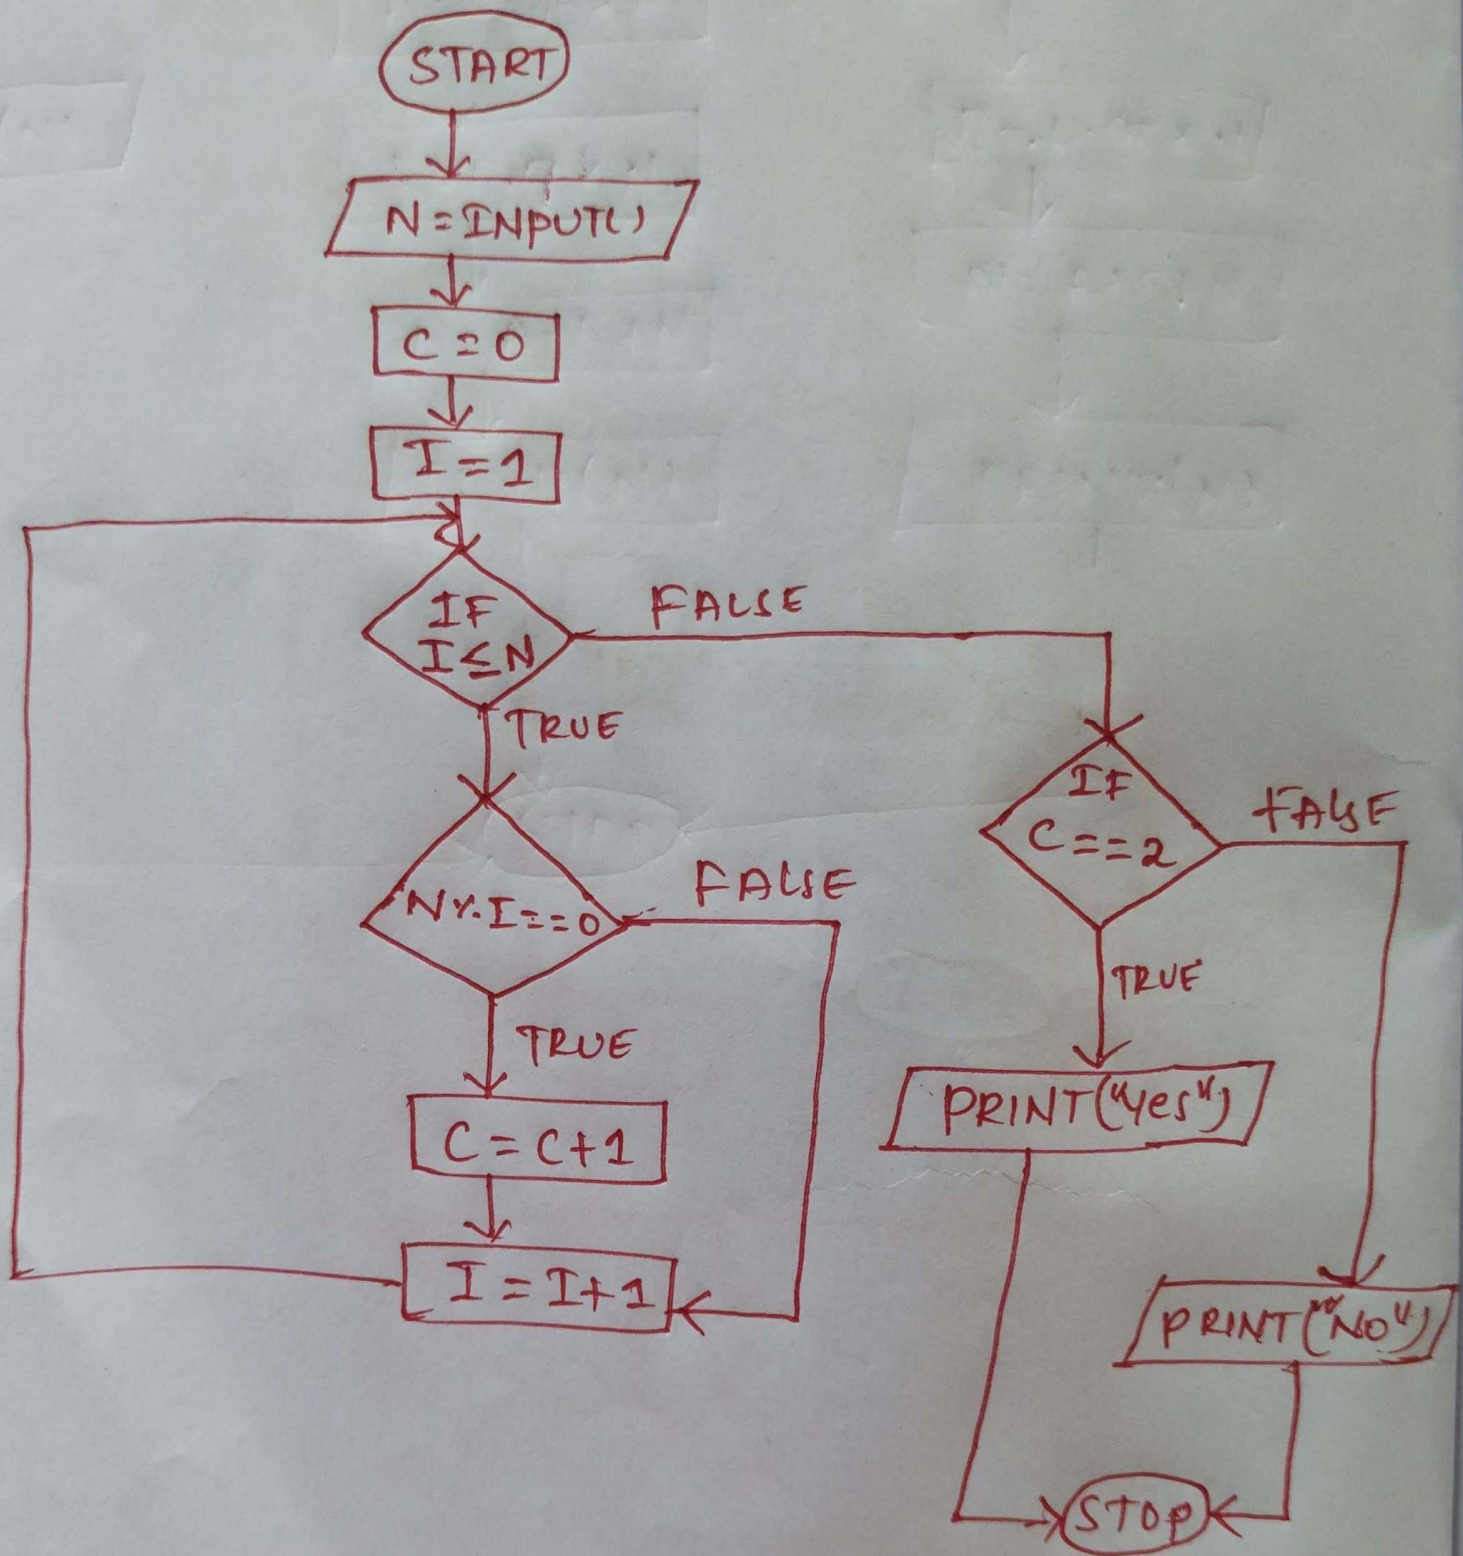 START
N=INPUT()
C=0
I=1
IF
I≤N
FALSE
TRUE
N%I==0
FALSE
TRUE
C=C+1
I=I+1
IF
C==2
FALSE
TRUE
PRINT("Yes")
PRINT("No")
STOP